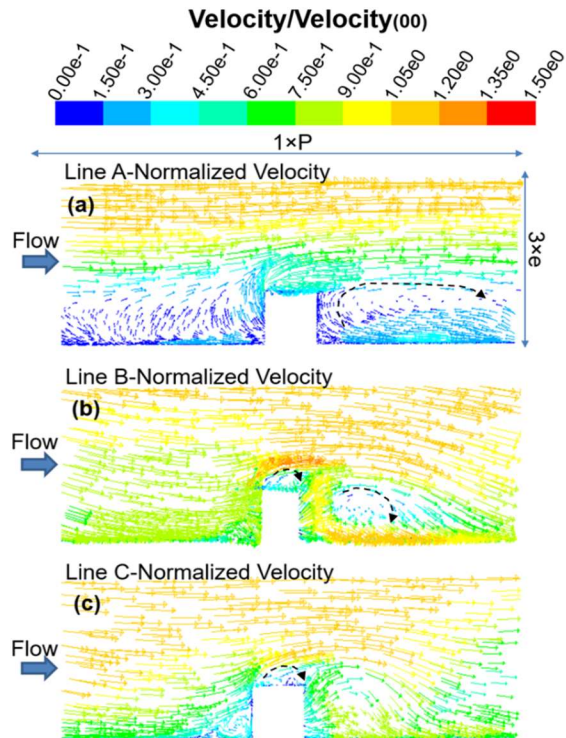 Velocity/Velocity(00)
0.00e-1 1.50e-1 3.00e-1 4.50e-1 6.00e-1 7.50e-1 9.00e-1 1.05e0 1.20e0 1.35e0 1.50e0
1×P
Line A-Normalized Velocity
(a)
Flow
3×e
Line B-Normalized Velocity
(b)
Flow
Line C-Normalized Velocity
(c)
Flow